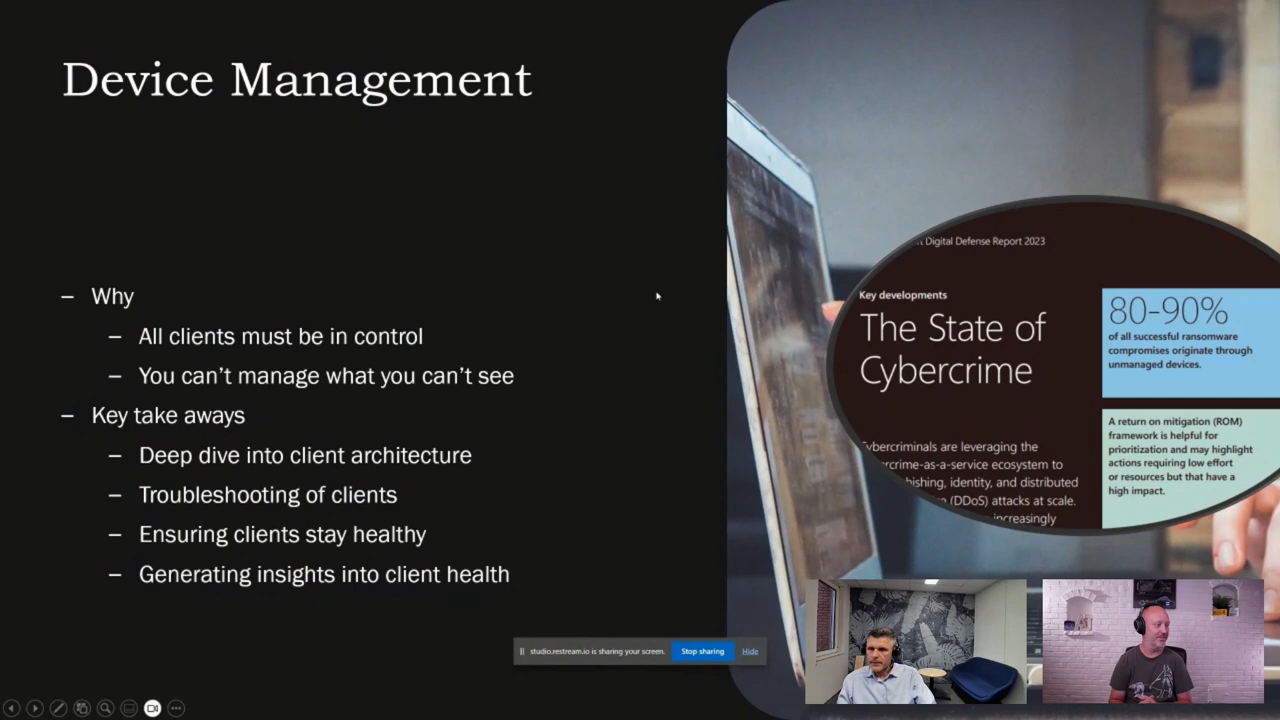 Device Management
– Why
– All clients must be in control
– You can’t manage what you can’t see
– Key take aways
– Deep dive into client architecture
– Troubleshooting of clients
– Ensuring clients stay healthy
– Generating insights into client health
Digital Defense Report 2023
Key developments
The State of
Cybercrime
80-90%
of all successful ransomware
compromises originate through
unmanaged devices.
A return on mitigation (ROM)
framework is helpful for
prioritization and may highlight
actions requiring low effort
or resources but that have a
high impact.
Cybercriminals are leveraging the
ecosystem to
identity, and distributed
(DDoS) attacks at scale.
increasingly
studio.restream.io is sharing your screen.
Stop sharing
Hide